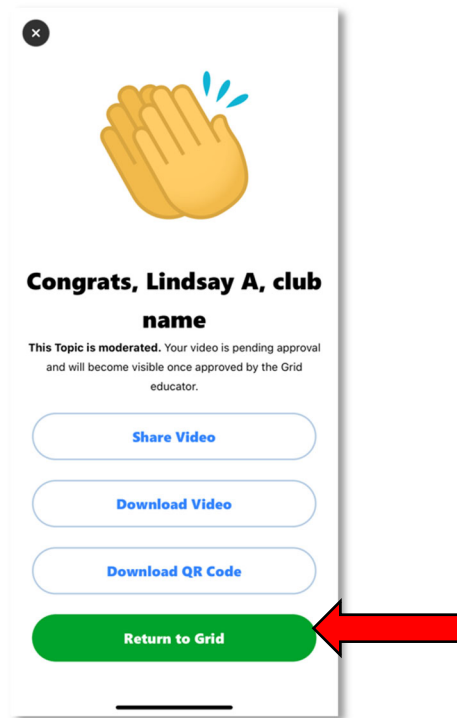 Congrats, Lindsay A, club
name
This Topic is moderated. Your video is pending approval
and will become visible once approved by the Grid
educator.
Share Video
Download Video
Download QR Code
Return to Grid